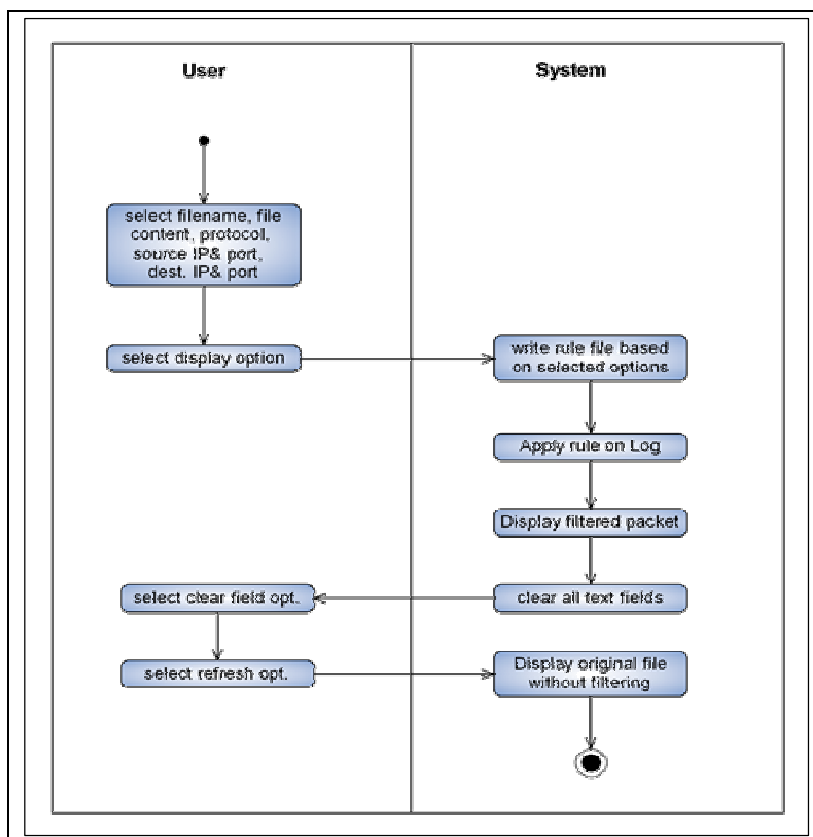 User
System
select filename, file
content, protocol,
source IP& port,
dest. IP& port
select display option
write rule file based
on selected options
Apply rule on Log
Display filtered packet
clear all text fields
select clear field opt.
select refresh opt.
Display original file
without filtering